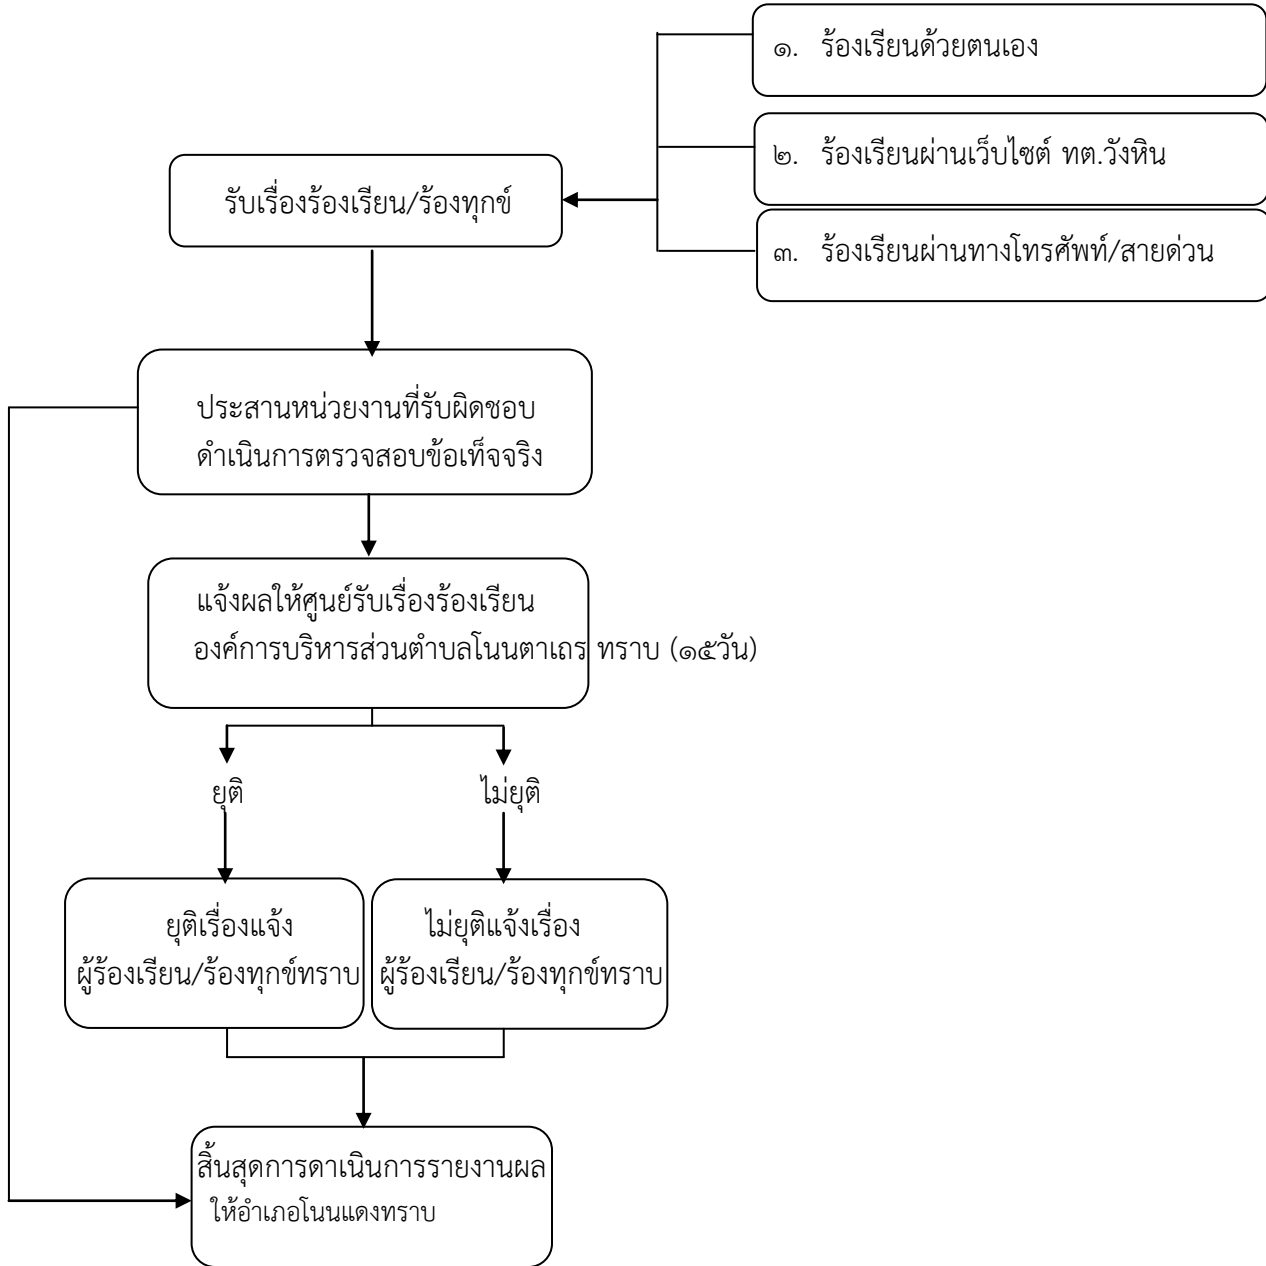 ๑. ร้องเรียนด้วยตนเอง
๒. ร้องเรียนผ่านเว็บไซต์ ทต.วังหิน
รับเรื่องร้องเรียน/ร้องทุกข์
๓. ร้องเรียนผ่านทางโทรศัพท์/สายด่วน
ประสานหน่วยงานที่รับผิดชอบ
ดำเนินการตรวจสอบข้อเท็จจริง
แจ้งผลให้ศูนย์รับเรื่องร้องเรียน
องค์การบริหารส่วนตำบลโนนตาเถร ทราบ (๑๕วัน)
ยุติ
ไม่ยุติ
ยุติเรื่องแจ้ง
ผู้ร้องเรียน/ร้องทุกข์ทราบ
ไม่ยุติแจ้งเรื่อง
ผู้ร้องเรียน/ร้องทุกข์ทราบ
สิ้นสุดการดาเนินการรายงานผล
ให้อำเภอโนนแดงทราบ